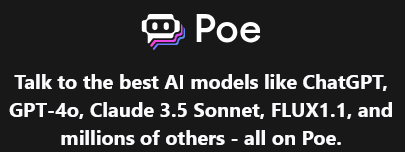 Poe
Talk to the best AI models like ChatGPT,
GPT-4o, Claude 3.5 Sonnet, FLUX1.1, and
millions of others - all on Poe.